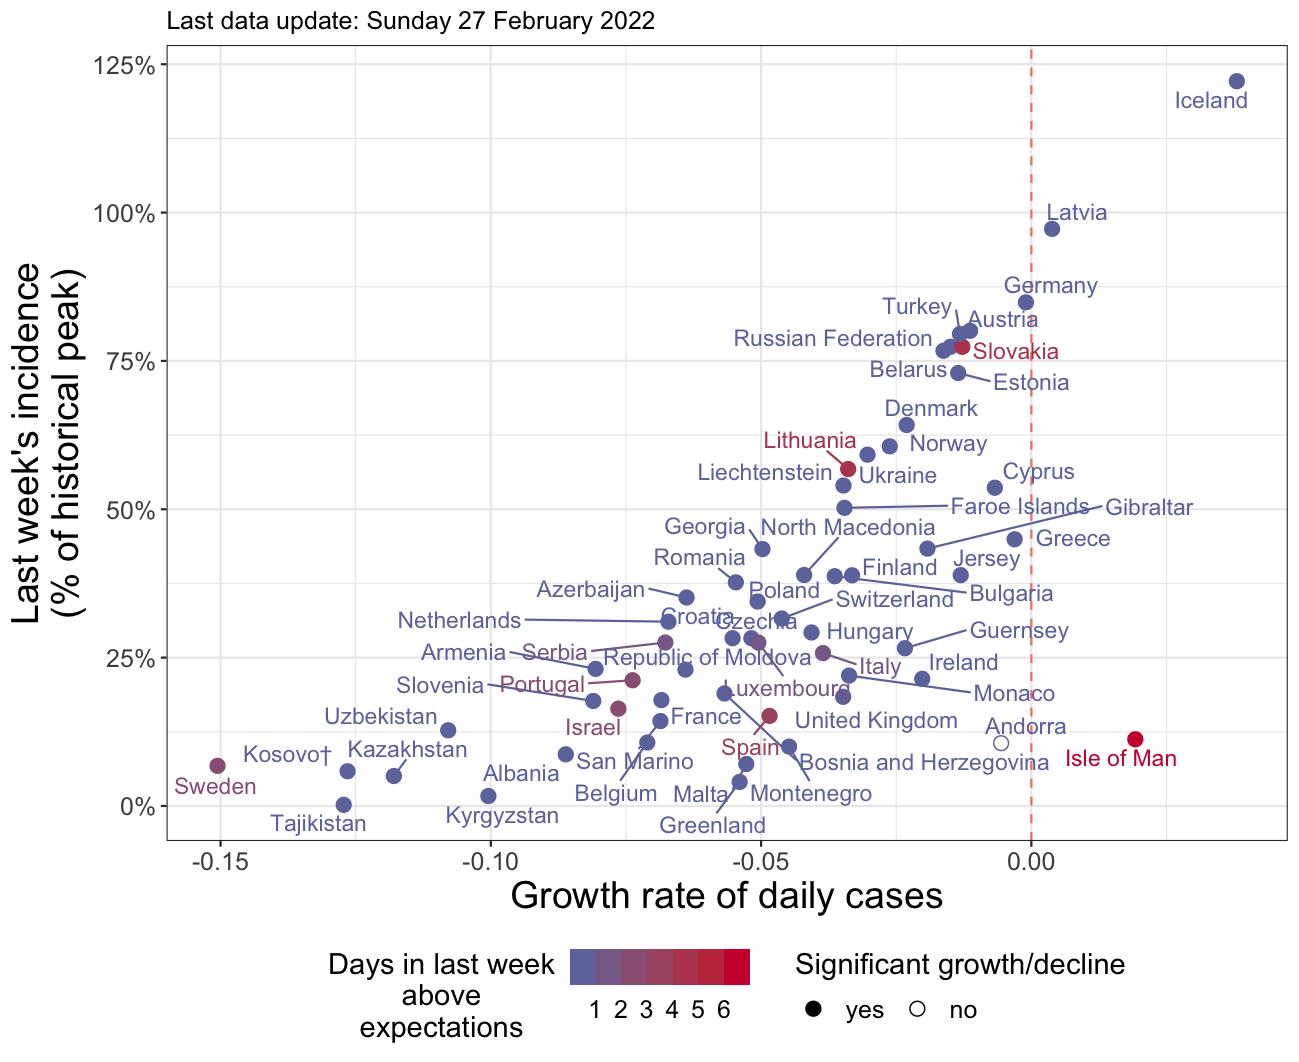 Last data update: Sunday 27 February 2022
Last week's incidence
(% of historical peak)
125%
100%
75%
50%
25%
0%
Iceland
Latvia
Germany
Turkey
Austria
Russian Federation
Slovakia
Belarus
Estonia
Denmark
Lithuania
Norway
Liechtenstein
Ukraine
Cyprus
Faroe Islands
Gibraltar
Georgia
North Macedonia
Greece
Romania
Finland
Jersey
Azerbaijan
Poland
Bulgaria
Switzerland
Netherlands
Croatia
Czechia
Hungary
Guernsey
Armenia
Serbia
Republic of Moldova
Italy
Ireland
Slovenia
Portugal
Luxembourg
Monaco
Uzbekistan
Israel
France
United Kingdom
Andorra
Kosovo†
Kazakhstan
Spain
Sweden
San Marino
Bosnia and Herzegovina
Isle of Man
Albania
Belgium
Malta
Montenegro
Tajikistan
Kyrgyzstan
Greenland
-0.15
-0.10
-0.05
0.00
Growth rate of daily cases
Days in last week
above
expectations
1 2 3 4 5 6
Significant growth/decline
yes
no